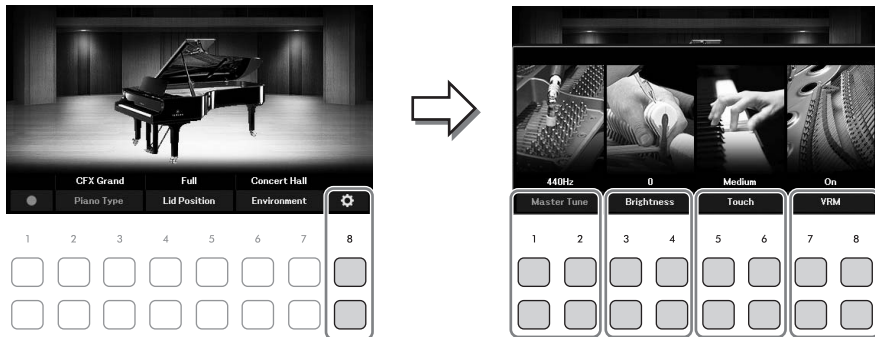 CFX Grand Full Concert Hall
Piano Type Lid Position Environment
1 2 3 4 5 6 7 8
440Hz 0 Medium On
Master Tune Brightness Touch VRM
1 2 3 4 5 6 7 8